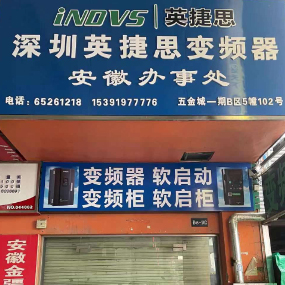 iNDVS 英捷思
深圳英捷思变频器
安徽办事处
电话：65261218 15391977776 五金城一期B区5幢102号
变频器 软启动
变频柜 软启柜
安徽金